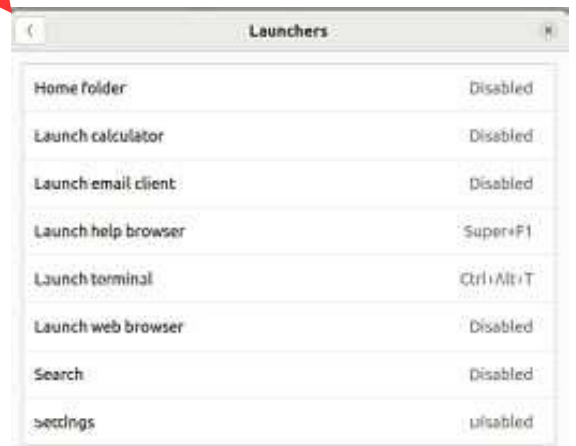 Launchers
Home folder Disabled
Launch calculator Disabled
Launch email client Disabled
Launch help browser Super+F1
Launch terminal Ctrl+Alt+T
Launch web browser Disabled
Search Disabled
Settings Disabled